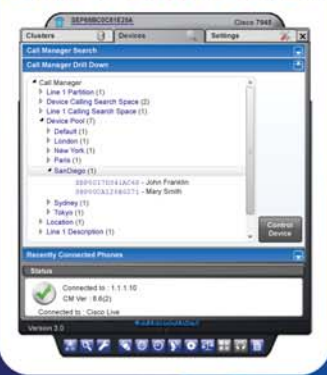 SEP68BC0C81E28A Cisco 7945
Clusters Devices Settings
Call Manager Search
Call Manager Drill Down
Call Manager
Line 1 Partition (1)
Device Calling Search Space (2)
Line 1 Calling Search Space (1)
Device Pool (7)
Default (1)
London (1)
New York (1)
Paris (1)
SanDiego (1)
- John Franklin
- Mary Smith
Sydney (1)
Tokyo (1)
Location (1)
Line 1 Description (1)
Control
Device
Recently Connected Phones
Status
Connected to : 1.1.1.10
CM Ver : 8.6(2)
Connected to : Cisco Live
Version 3.0